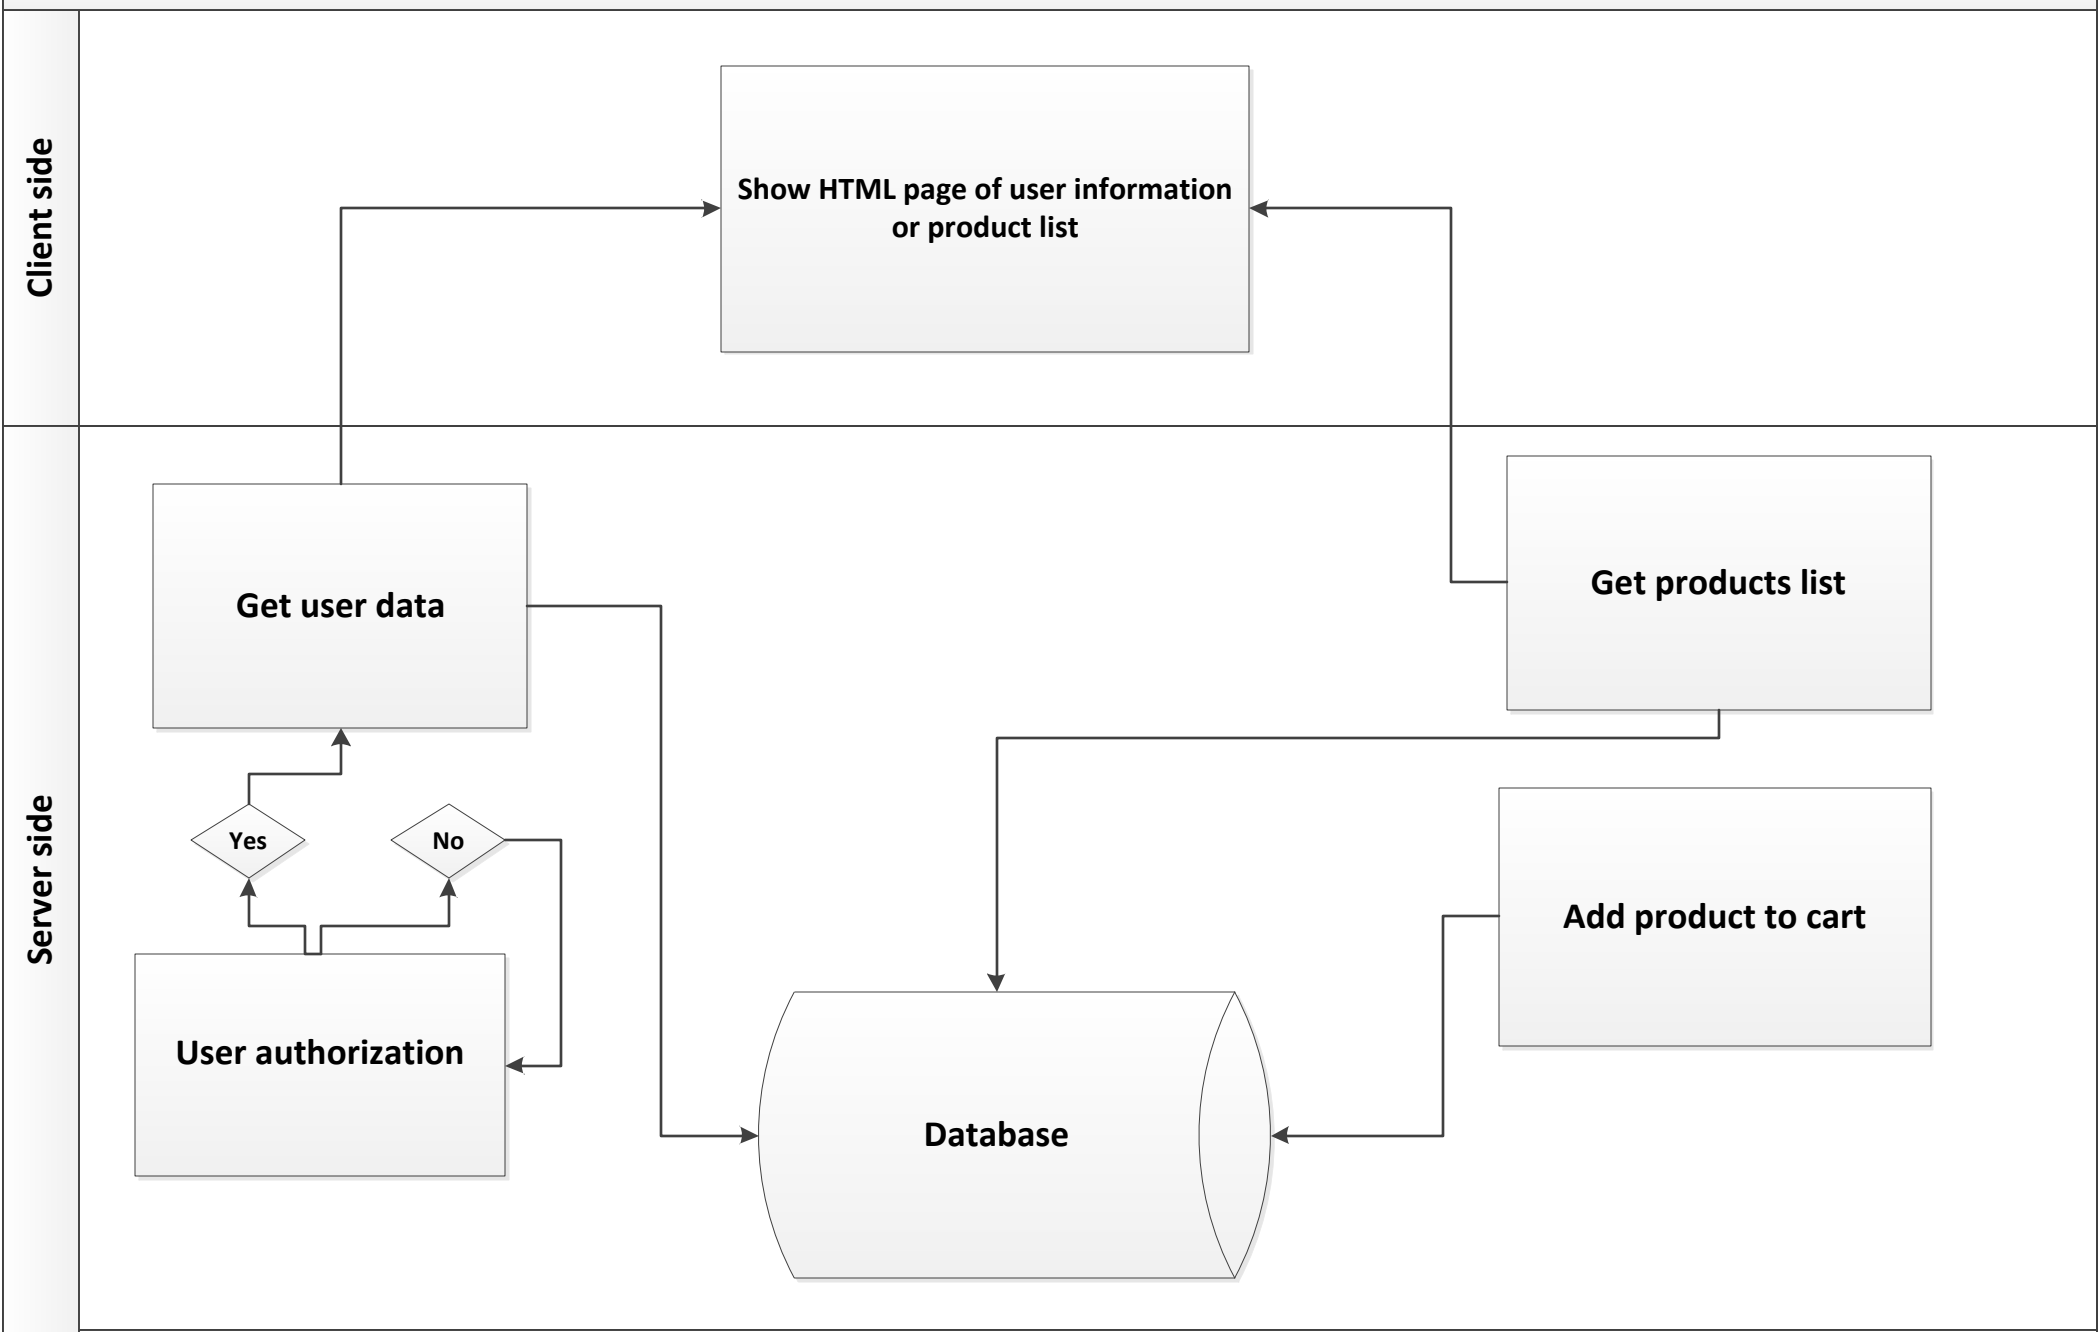 Client side
Show HTML page of user information
or product list
Server side
Get user data
Get products list
Yes
No
Add product to cart
User authorization
Database